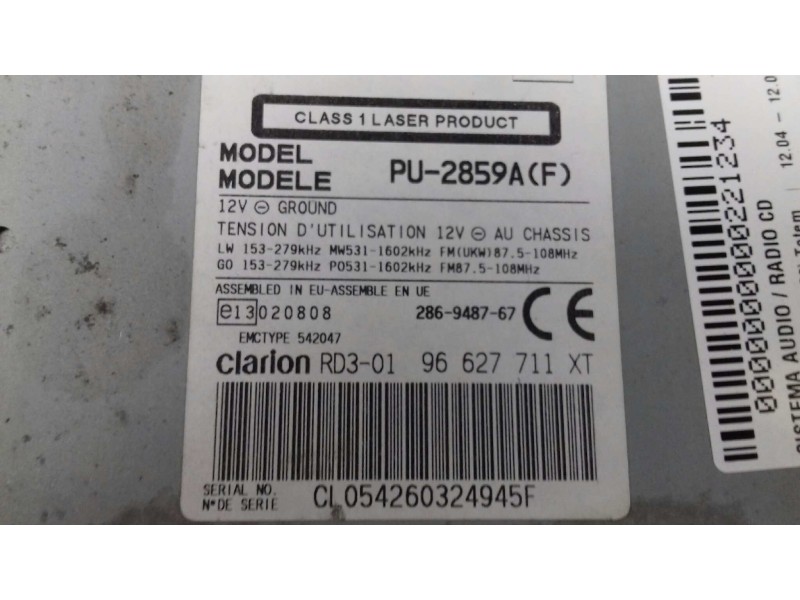 CLASS 1 LASER PRODUCT
MODEL
MODELE PU-2859A(F)
12V ⊖ GROUND
TENSION D'UTILISATION 12V ⊖ AU CHASSIS
LW 153-279kHz MW531-1602kHz FM(UKW)87.5-108MHz
GO 153-279kHz PO531-1602kHz FM87.5-108MHz
ASSEMBLED IN EU-ASSEMBLE EN UE
e13 020808 286-9487-67 CE
EMCTYPE 542047
clarion RD3-01 96 627 711 XT
SERIAL NO.
N°DE SERIE CL054260324945F
0000000000221234
SISTEMA AUDIO / RADIO CD
12.04 - 12.0